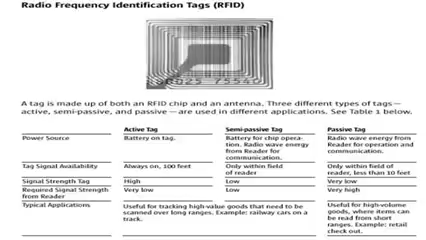 Radio Frequency Identification Tags (RFID)
A tag is made up of both an RFID chip and an antenna. Three different types of tags—
active, semi-passive, and passive—are used in different applications. See Table 1 below.
Active Tag Semi-passive Tag Passive Tag
Power Source Battery on tag. Battery for chip opera- Radio wave energy from
tion. Radio wave energy Reader for operation and
from Reader for communication.
communication.
Tag Signal Availability Always on, 100 feet Only within field Only within field of
of reader reader, less than 10 feet
Signal Strength Tag High Low Very low
Required Signal Strength Very low Low Very high
from Reader
Typical Applications Useful for tracking high-value goods that need to be Useful for high-volume
scanned over long ranges. Example: railway cars on a goods, where items can
track. be read from short
ranges. Example: retail
check out.